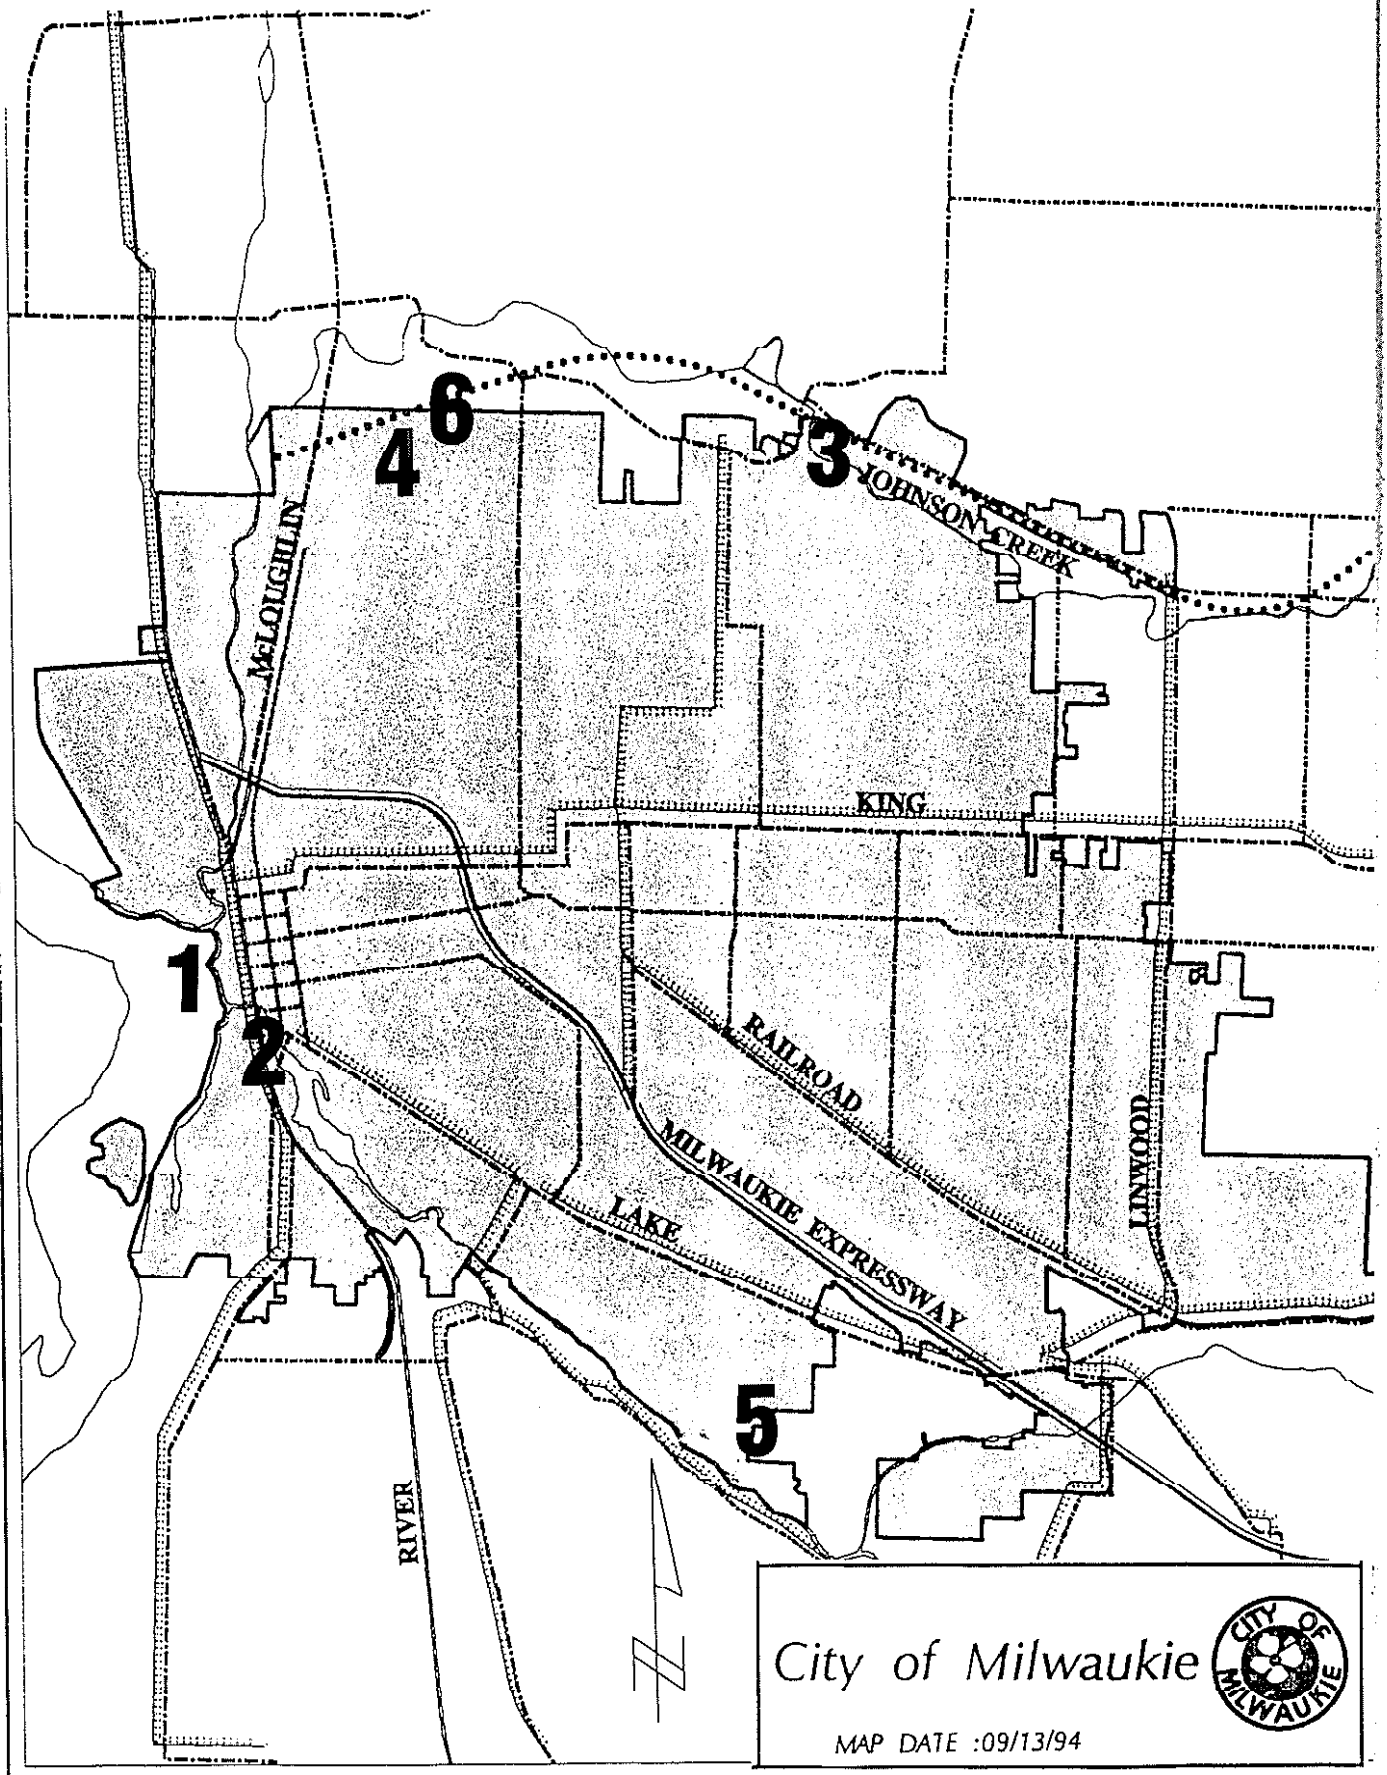 6
4
3
JOHNSON CREEK
McLOUGHLIN
KING
1
2
RAILROAD
LINWOOD
MILWAUKIE EXPRESSWAY
LAKE
5
RIVER
N
City of Milwaukie
CITY OF
MILWAUKIE
MAP DATE :09/13/94